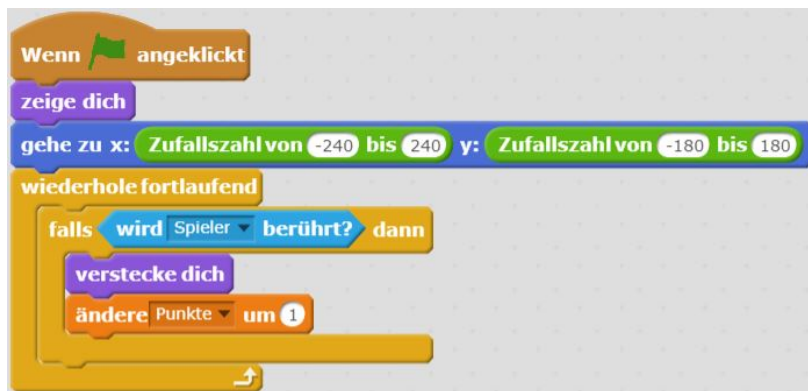 Wenn angeklickt
zeige dich
gehe zu x: Zufallszahl von -240 bis 240 y: Zufallszahl von -180 bis 180
wiederhole fortlaufend
falls wird Spieler berührt? dann
verstecke dich
ändere Punkte um 1